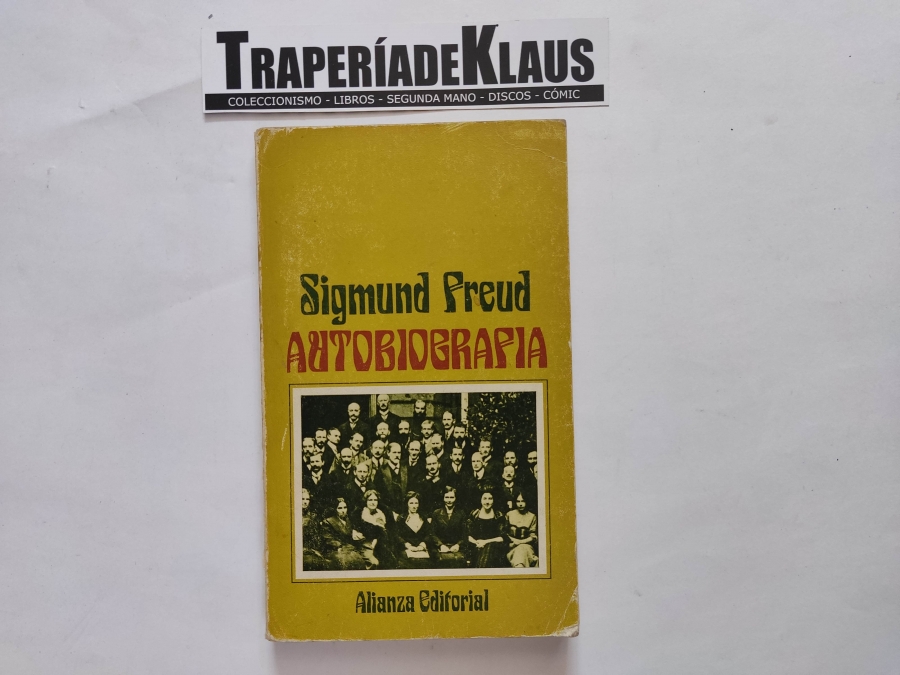 TRAPERÍADEKLAUS
COLECCIONISMO - LIBROS - SEGUNDA MANO - DISCOS - CÓMIC
Sigmund Freud
AUTOBIOGRAFIA
Alianza Editorial